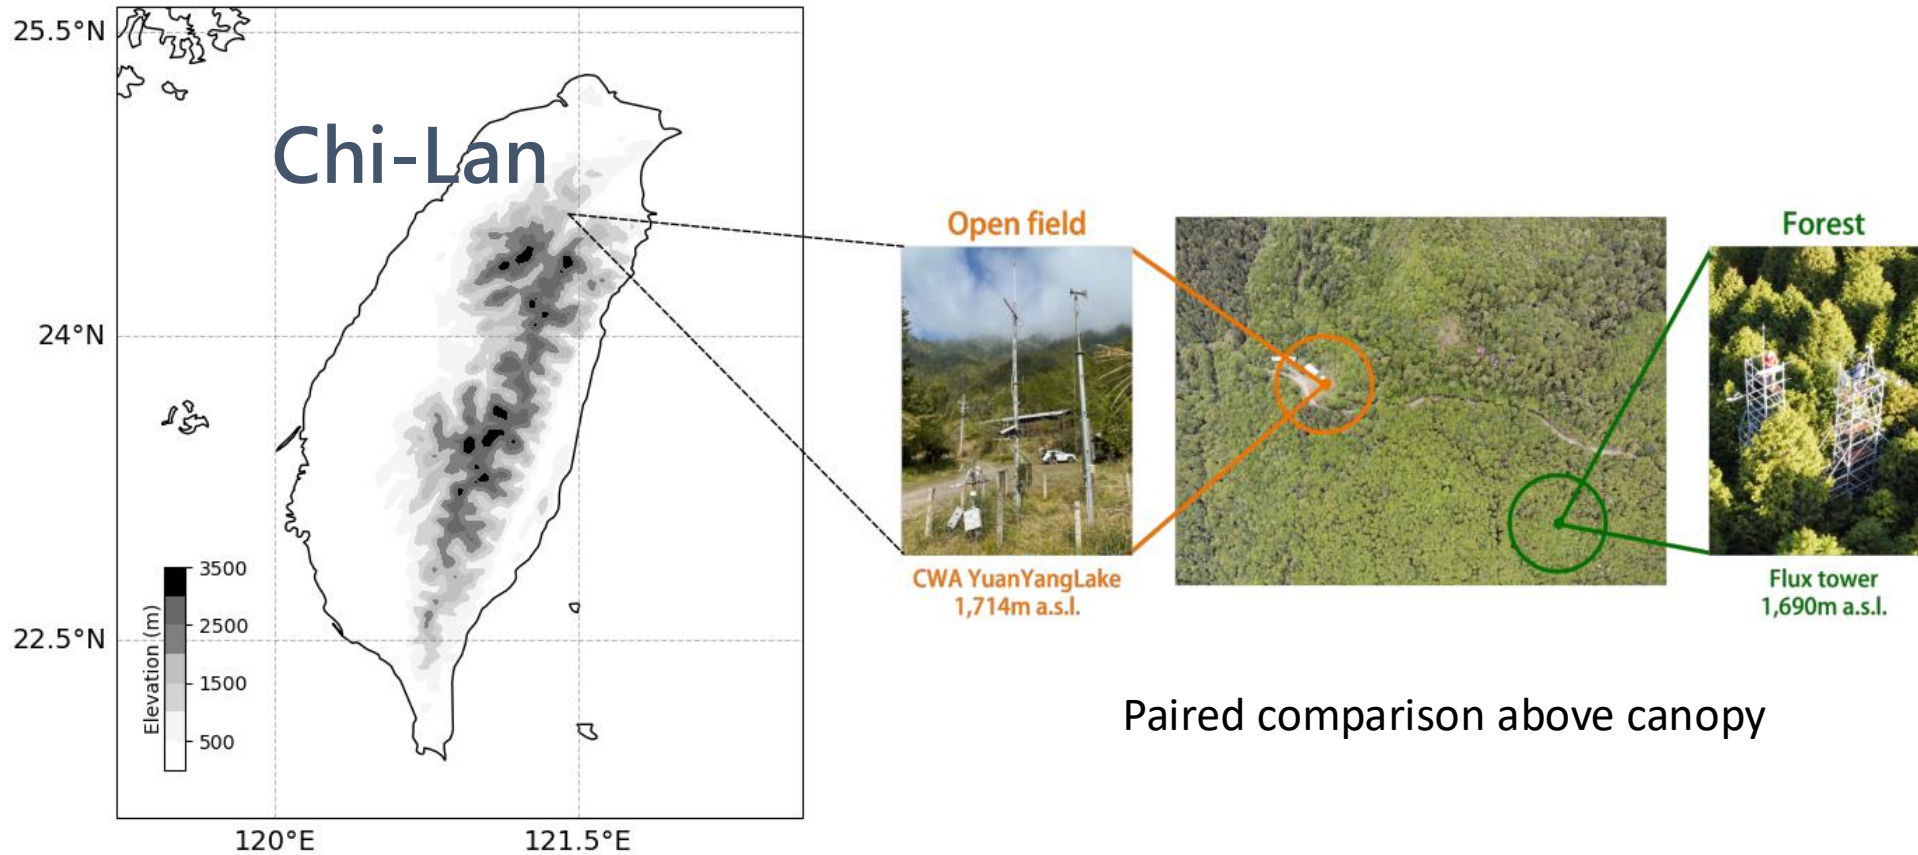 25.5°N
24°N
22.5°N
120°E
121.5°E
Chi-Lan
Elevation (m)
3500
2500
1500
500
Open field
CWA YuanYangLake
1,714m a.s.l.
Forest
Flux tower
1,690m a.s.l.
Paired comparison above canopy